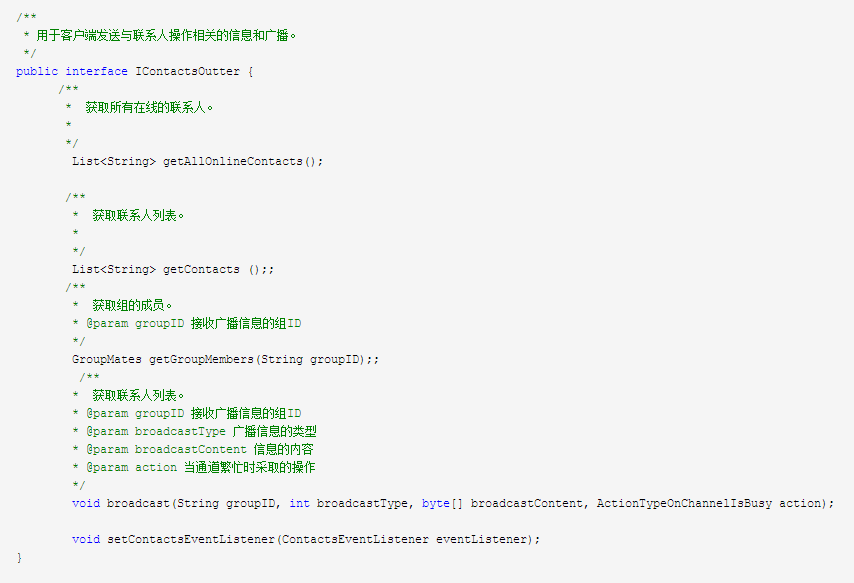 /**
 * 用于客户端发送与联系人操作相关的信息和广播。
 */
public interface IContactsOutter {
      /**
       *  获取所有在线的联系人。
       *
       */
        List<String> getAllOnlineContacts();
       /**
        *  获取联系人列表。
        *
        */
        List<String> getContacts ();;
       /**
        *  获取组的成员。
        * @param groupID 接收广播信息的组ID
        */
        GroupMates getGroupMembers(String groupID);;
         /**
        *  获取联系人列表。
        * @param groupID 接收广播信息的组ID
        * @param broadcastType 广播信息的类型
        * @param broadcastContent 信息的内容
        * @param action 当通道繁忙时采取的操作
        */
        void broadcast(String groupID, int broadcastType, byte[] broadcastContent, ActionTypeOnChannelIsBusy action);
        void setContactsEventListener(ContactsEventListener eventListener);
}